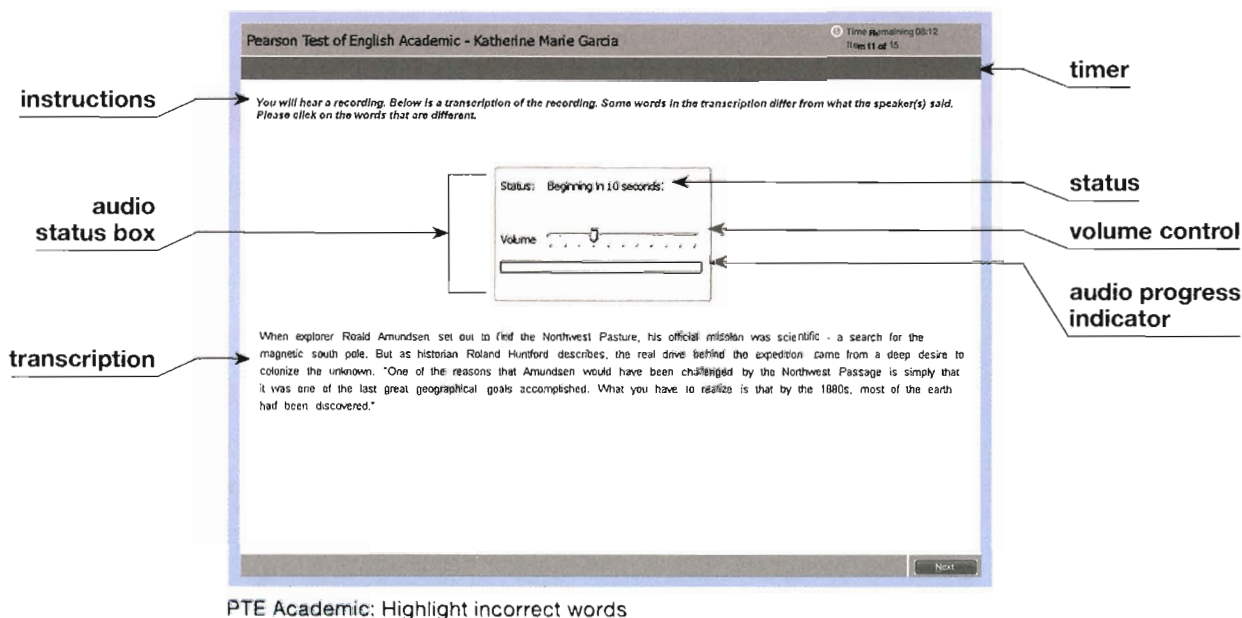 Pearson Test of English Academic - Katherine Marie Garcia
Time Remaining 08:12
Item 11 of 15
timer
instructions
You will hear a recording. Below is a transcription of the recording. Some words in the transcription differ from what the speaker(s) said.
Please click on the words that are different.
audio
status box
Status: Beginning in 10 seconds.
status
Volume
volume control
audio progress
indicator
transcription
When explorer Roald Amundsen set out to find the Northwest Pasture, his official mission was scientific - a search for the
magnetic south pole. But as historian Roland Huntford describes, the real drive behind the expedition came from a deep desire to
colonize the unknown. "One of the reasons that Amundsen would have been challenged by the Northwest Passage is simply that
it was one of the last great geographical goals accomplished. What you have to realize is that by the 1880s, most of the earth
had been discovered."
Next
PTE Academic: Highlight incorrect words